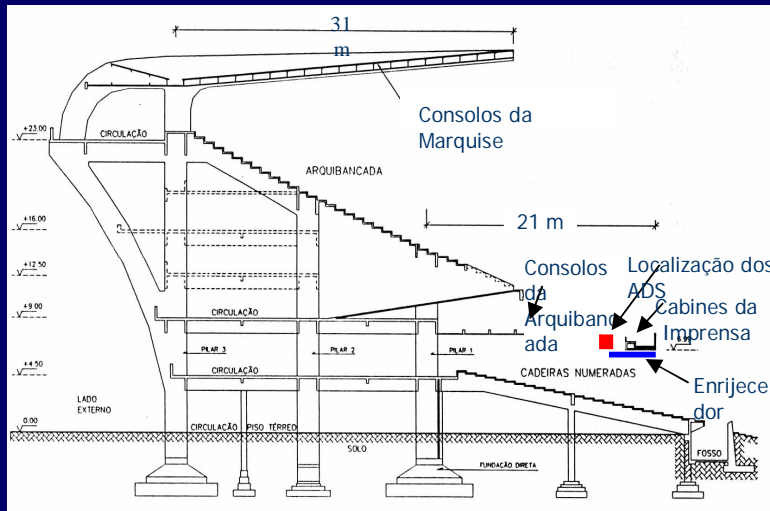 31
m
Consolos da
Marquise
+23.00
CIRCULAÇÃO
ARQUIBANCADA
21 m
+16.00
Consolos
da
Arquibanc
ada
Localização dos
ADS
Cabines da
Imprensa
+12.50
+9.00
CIRCULAÇÃO
PILAR 3
PILAR 2
PILAR 1
CADEIRAS NUMERADAS
+4.50
CIRCULAÇÃO
Enrijece
dor
LADO
EXTERNO
0.00
CIRCULAÇÃO PISO TÉRREO
SOLO
FOSSO
FUNDAÇÃO DIRETA